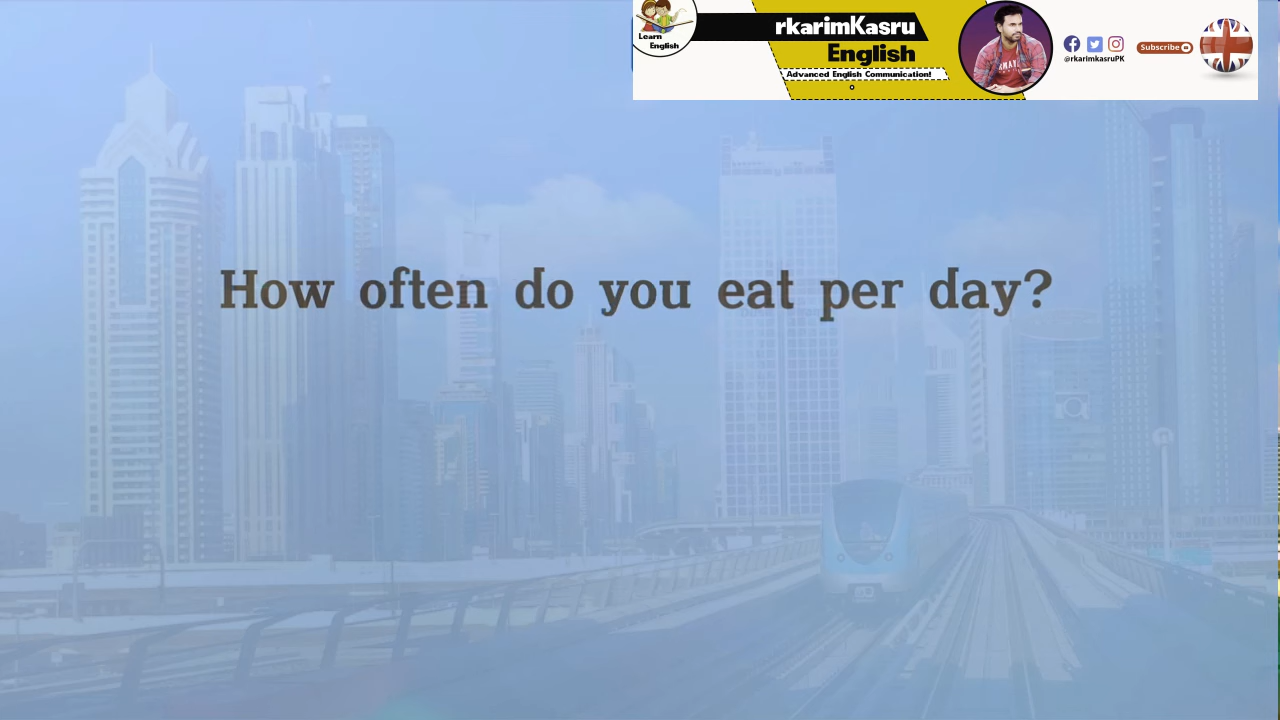 Learn
English
rkarimKasru
English
Advanced English Communication!
@rkarimkasruPK
Subscribe
How often do you eat per day?